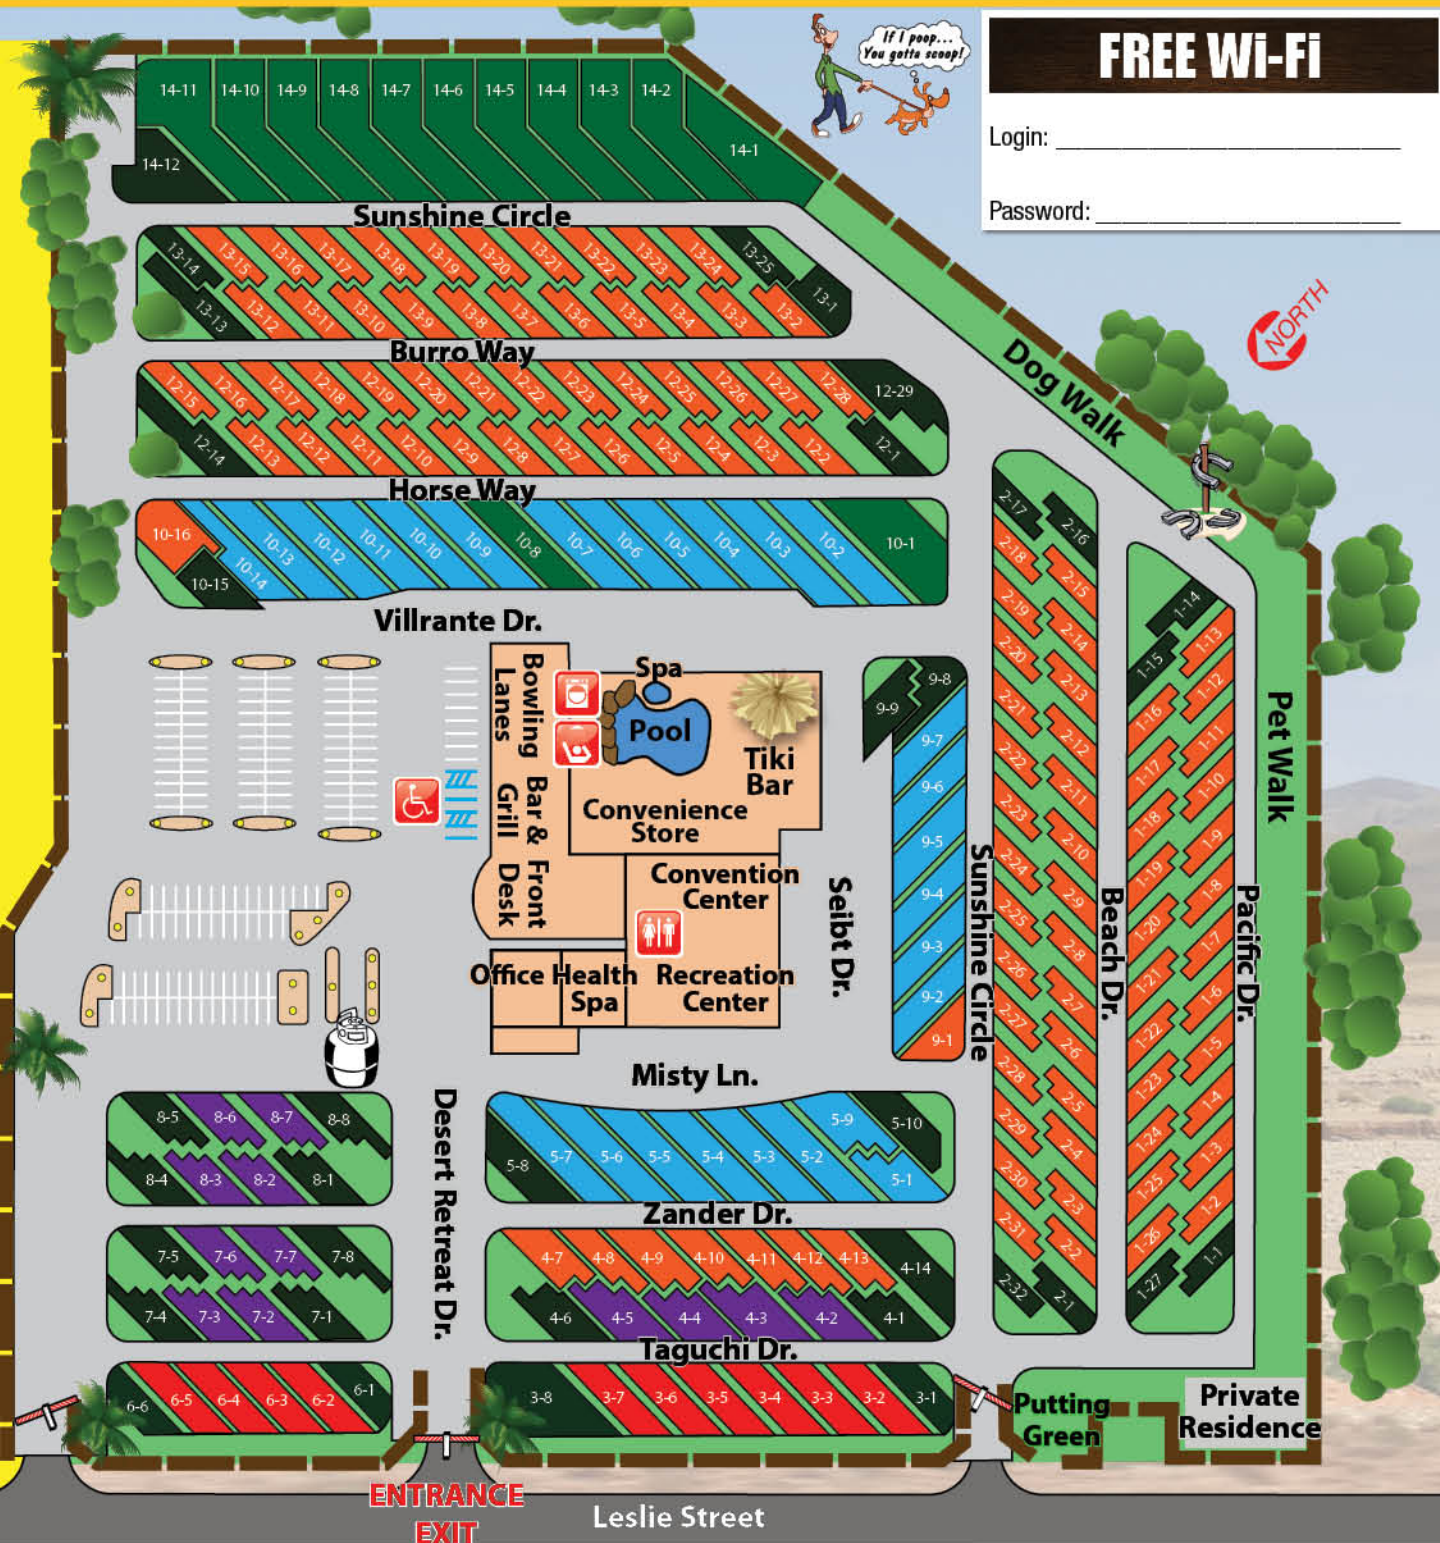 If I poop...
You gotta scoop!
FREE Wi-Fi
Login:
Password:
NORTH
14-11 14-10 14-9 14-8 14-7 14-6 14-5 14-4 14-3 14-2
14-1
14-12
Sunshine Circle
13-14 13-15 13-16 13-17 13-18 13-19 13-20 13-21 13-22 13-23 13-24 13-25
13-13 13-12 13-11 13-10 13-9 13-8 13-7 13-6 13-5 13-4 13-3 13-2 13-1
Burro Way
12-15 12-16 12-17 12-18 12-19 12-20 12-21 12-22 12-23 12-24 12-25 12-26 12-27 12-28 12-29
12-14 12-13 12-12 12-11 12-10 12-9 12-8 12-7 12-6 12-5 12-4 12-3 12-2 12-1
Horse Way
10-16 10-13 10-12 10-11 10-10 10-9 10-8 10-7 10-6 10-5 10-4 10-3 10-2 10-1
10-15 10-14
Villrante Dr.
Dog Walk
Bowling
Lanes
Bar &
Grill
Front
Desk
Spa
Pool
Tiki
Bar
Convenience
Store
Convention
Center
Office
Health
Spa
Recreation
Center
Seibt Dr.
9-8
9-9
9-7
9-6
9-5
9-4
9-3
9-2
9-1
Sunshine Circle
2-17 2-16
2-18 2-15
2-19 2-14
2-20 2-13
2-21 2-12
2-22 2-11
2-23 2-10
2-24 2-9
2-25 2-8
2-26 2-7
2-27 2-6
2-28 2-5
2-29 2-4
2-30 2-3
2-31 2-2
2-32 2-1
Beach Dr.
1-14
1-15 1-13
1-16 1-12
1-17 1-11
1-18 1-10
1-19 1-9
1-20 1-8
1-21 1-7
1-22 1-6
1-23 1-5
1-24 1-4
1-25 1-3
1-26 1-2
1-27 1-1
Pacific Dr.
Pet Walk
Misty Ln.
Desert Retreat Dr.
8-5 8-6 8-7 8-8
8-4 8-3 8-2 8-1
5-9 5-10
5-8 5-7 5-6 5-5 5-4 5-3 5-2 5-1
Zander Dr.
7-5 7-6 7-7 7-8
7-4 7-3 7-2 7-1
4-7 4-8 4-9 4-10 4-11 4-12 4-13 4-14
4-6 4-5 4-4 4-3 4-2 4-1
Taguchi Dr.
6-6 6-5 6-4 6-3 6-2 6-1
3-8 3-7 3-6 3-5 3-4 3-3 3-2 3-1
Putting
Green
Private
Residence
ENTRANCE
EXIT
Leslie Street